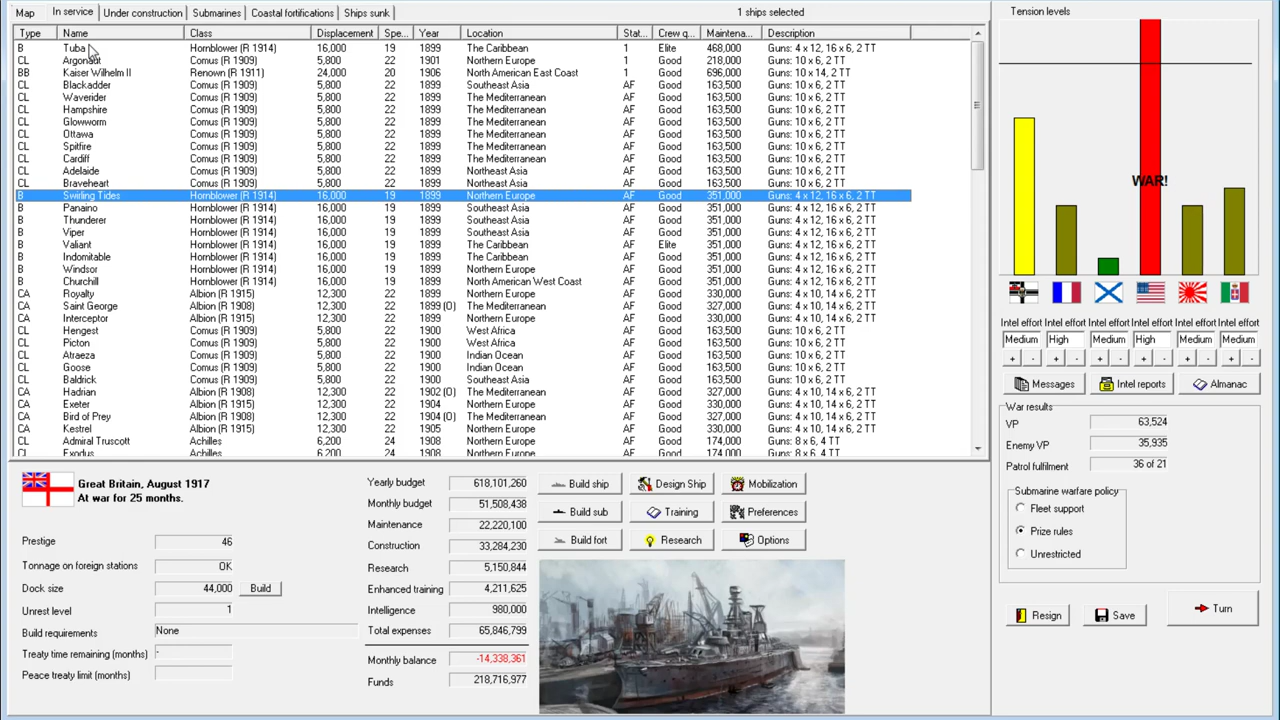 Map In service Under construction Submarines Coastal fortifications Ships sunk 1 ships selected
Type Name Class Displacement Spe... Year Location Stat... Crew q... Maintena... Description
B Tuba Hornblower (R 1914) 16,000 19 1899 The Caribbean 1 Elite 468,000 Guns: 4 x 12, 16 x 6, 2 TT
CL Argonaut Comus (R 1909) 5,800 22 1901 Northern Europe 1 Good 218,000 Guns: 10 x 6, 2 TT
BB Kaiser Wilhelm II Renown (R 1911) 24,000 20 1906 North American East Coast 1 Good 696,000 Guns: 10 x 14, 2 TT
CL Blackadder Comus (R 1909) 5,800 22 1899 Southeast Asia AF Good 163,500 Guns: 10 x 6, 2 TT
CL Waverider Comus (R 1909) 5,800 22 1899 The Mediterranean AF Good 163,500 Guns: 10 x 6, 2 TT
CL Hampshire Comus (R 1909) 5,800 22 1899 The Mediterranean AF Good 163,500 Guns: 10 x 6, 2 TT
CL Glowworm Comus (R 1909) 5,800 22 1899 The Mediterranean AF Good 163,500 Guns: 10 x 6, 2 TT
CL Ottawa Comus (R 1909) 5,800 22 1899 The Mediterranean AF Good 163,500 Guns: 10 x 6, 2 TT
CL Spitfire Comus (R 1909) 5,800 22 1899 The Mediterranean AF Good 163,500 Guns: 10 x 6, 2 TT
CL Cardiff Comus (R 1909) 5,800 22 1899 The Mediterranean AF Good 163,500 Guns: 10 x 6, 2 TT
CL Adelaide Comus (R 1909) 5,800 22 1899 Northeast Asia AF Good 163,500 Guns: 10 x 6, 2 TT
CL Braveheart Comus (R 1909) 5,800 22 1899 Northeast Asia AF Good 163,500 Guns: 10 x 6, 2 TT
B Swirling Tides Hornblower (R 1914) 16,000 19 1899 Northern Europe AF Good 351,000 Guns: 4 x 12, 16 x 6, 2 TT
B Panaino Hornblower (R 1914) 16,000 19 1899 Southeast Asia AF Good 351,000 Guns: 4 x 12, 16 x 6, 2 TT
B Thunderer Hornblower (R 1914) 16,000 19 1899 Southeast Asia AF Good 351,000 Guns: 4 x 12, 16 x 6, 2 TT
B Viper Hornblower (R 1914) 16,000 19 1899 Southeast Asia AF Good 351,000 Guns: 4 x 12, 16 x 6, 2 TT
B Valiant Hornblower (R 1914) 16,000 19 1899 The Caribbean AF Elite 351,000 Guns: 4 x 12, 16 x 6, 2 TT
B Indomitable Hornblower (R 1914) 16,000 19 1899 The Caribbean AF Good 351,000 Guns: 4 x 12, 16 x 6, 2 TT
B Windsor Hornblower (R 1914) 16,000 19 1899 Northern Europe AF Good 351,000 Guns: 4 x 12, 16 x 6, 2 TT
B Churchill Hornblower (R 1914) 16,000 19 1899 North American West Coast AF Good 351,000 Guns: 4 x 12, 16 x 6, 2 TT
CA Royalty Albion (R 1915) 12,300 22 1899 Northern Europe AF Good 330,000 Guns: 4 x 10, 14 x 6, 2 TT
CA Saint George Albion (R 1908) 12,300 22 1899 (O) The Mediterranean AF Good 327,000 Guns: 4 x 10, 14 x 6, 2 TT
CA Interceptor Albion (R 1915) 12,300 22 1899 Northern Europe AF Good 330,000 Guns: 4 x 10, 14 x 6, 2 TT
CL Hengest Comus (R 1909) 5,800 22 1900 West Africa AF Good 163,500 Guns: 10 x 6, 2 TT
CL Picton Comus (R 1909) 5,800 22 1900 West Africa AF Good 163,500 Guns: 10 x 6, 2 TT
CL Atraeza Comus (R 1909) 5,800 22 1900 Indian Ocean AF Good 163,500 Guns: 10 x 6, 2 TT
CL Goose Comus (R 1909) 5,800 22 1900 Indian Ocean AF Good 163,500 Guns: 10 x 6, 2 TT
CL Baldrick Comus (R 1909) 5,800 22 1900 Southeast Asia AF Good 163,500 Guns: 10 x 6, 2 TT
CA Hadrian Albion (R 1908) 12,300 22 1902 (O) The Mediterranean AF Good 327,000 Guns: 4 x 10, 14 x 6, 2 TT
CA Exeter Albion (R 1915) 12,300 22 1904 Northern Europe AF Good 330,000 Guns: 4 x 10, 14 x 6, 2 TT
CA Bird of Prey Albion (R 1908) 12,300 22 1904 (O) The Mediterranean AF Good 327,000 Guns: 4 x 10, 14 x 6, 2 TT
CA Kestrel Albion (R 1915) 12,300 22 1905 Northern Europe AF Good 330,000 Guns: 4 x 10, 14 x 6, 2 TT
CL Admiral Truscott Achilles 6,200 24 1908 Northern Europe AF Good 174,000 Guns: 8 x 6, 4 TT
CL Exodus Achilles 6,200 24 1908 Northern Europe AF Good 174,000 Guns: 8 x 6, 4 TT
Great Britain, August 1917
At war for 25 months.
Prestige 46
Tonnage on foreign stations OK
Dock size 44,000 Build
Unrest level 1
Build requirements None
Treaty time remaining (months) -
Peace treaty limit (months)
Yearly budget 618,101,260
Monthly budget 51,508,438
Maintenance 22,220,100
Construction 33,284,230
Research 5,150,844
Enhanced training 4,211,625
Intelligence 980,000
Total expenses 65,846,799
Monthly balance -14,338,361
Funds 218,716,977
Build ship Design Ship Mobilization
Build sub Training Preferences
Build fort Research Options
Tension levels
WAR!
Intel effort Intel effort Intel effort Intel effort Intel effort Intel effort
Medium High Medium High Medium Medium
+ - + - + - + - + - + -
Messages Intel reports Almanac
War results
VP 63,524
Enemy VP 35,935
Patrol fulfilment 36 of 21
Submarine warfare policy
Fleet support
Prize rules
Unrestricted
Resign Save Turn